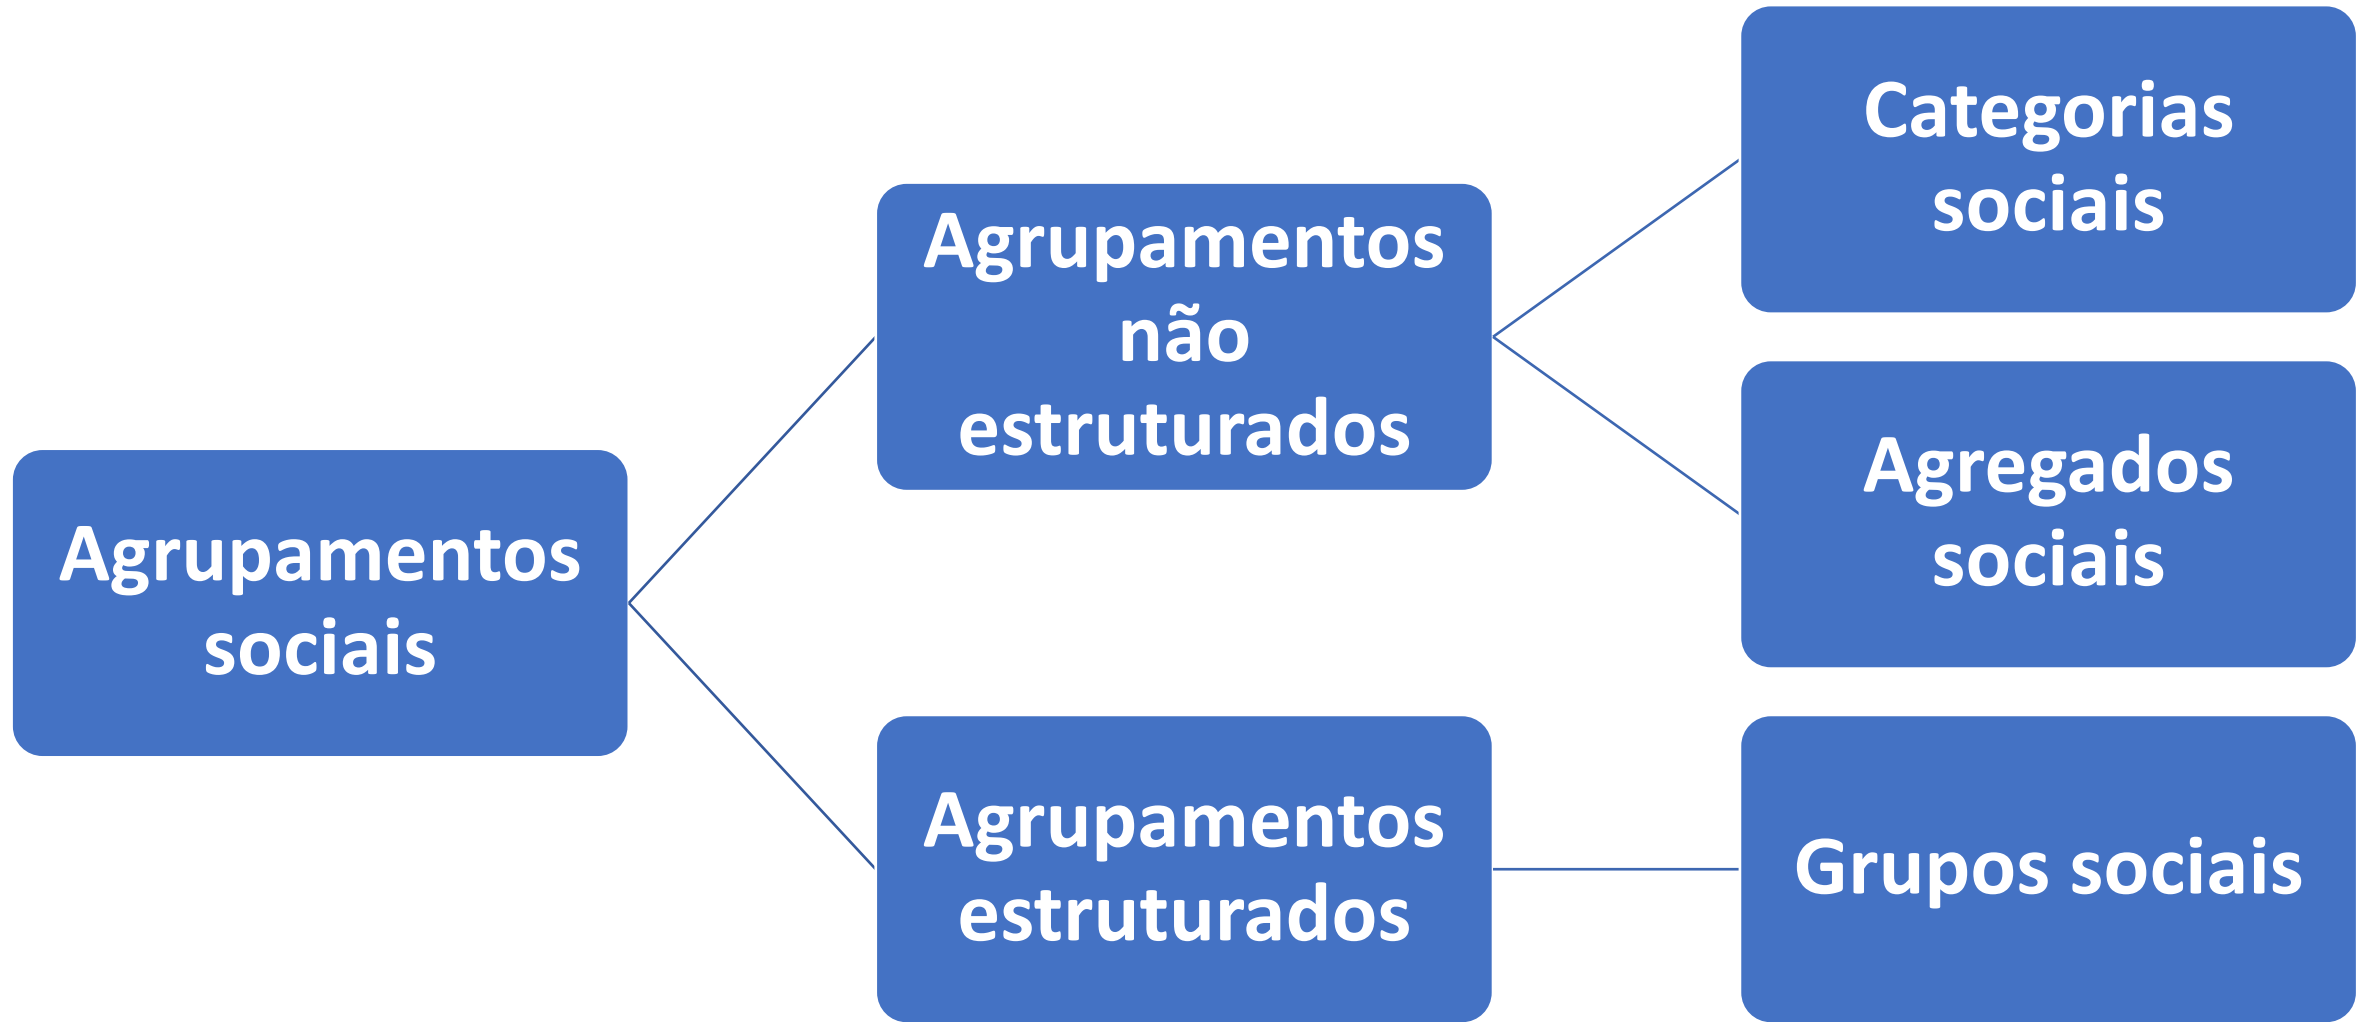 Agrupamentos
sociais
Agrupamentos
não
estruturados
Categorias
sociais
Agregados
sociais
Agrupamentos
estruturados
Grupos sociais